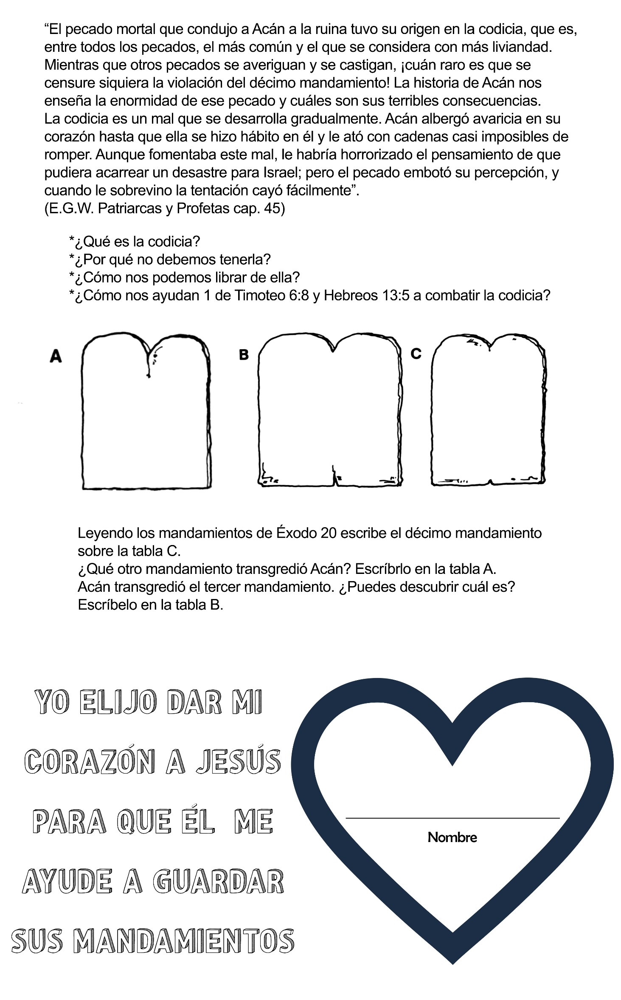 “El pecado mortal que condujo a Acán a la ruina tuvo su origen en la codicia, que es,
entre todos los pecados, el más común y el que se considera con más liviandad.
Mientras que otros pecados se averiguan y se castigan, ¡cuán raro es que se
censure siquiera la violación del décimo mandamiento! La historia de Acán nos
enseña la enormidad de ese pecado y cuáles son sus terribles consecuencias.
La codicia es un mal que se desarrolla gradualmente. Acán albergó avaricia en su
corazón hasta que ella se hizo hábito en él y le ató con cadenas casi imposibles de
romper. Aunque fomentaba este mal, le habría horrorizado el pensamiento de que
pudiera acarrear un desastre para Israel; pero el pecado embotó su percepción, y
cuando le sobrevino la tentación cayó fácilmente”.
(E.G.W. Patriarcas y Profetas cap. 45)
*¿Qué es la codicia?
*¿Por qué no debemos tenerla?
*¿Cómo nos podemos librar de ella?
*¿Cómo nos ayudan 1 de Timoteo 6:8 y Hebreos 13:5 a combatir la codicia?
A
B
C
Leyendo los mandamientos de Éxodo 20 escribe el décimo mandamiento
sobre la tabla C.
¿Qué otro mandamiento transgredió Acán? Escríbrlo en la tabla A.
Acán transgredió el tercer mandamiento. ¿Puedes descubrir cuál es?
Escríbelo en la tabla B.
YO ELIJO DAR MI
CORAZÓN A JESÚS
PARA QUE ÉL ME
AYUDE A GUARDAR
SUS MANDAMIENTOS
Nombre